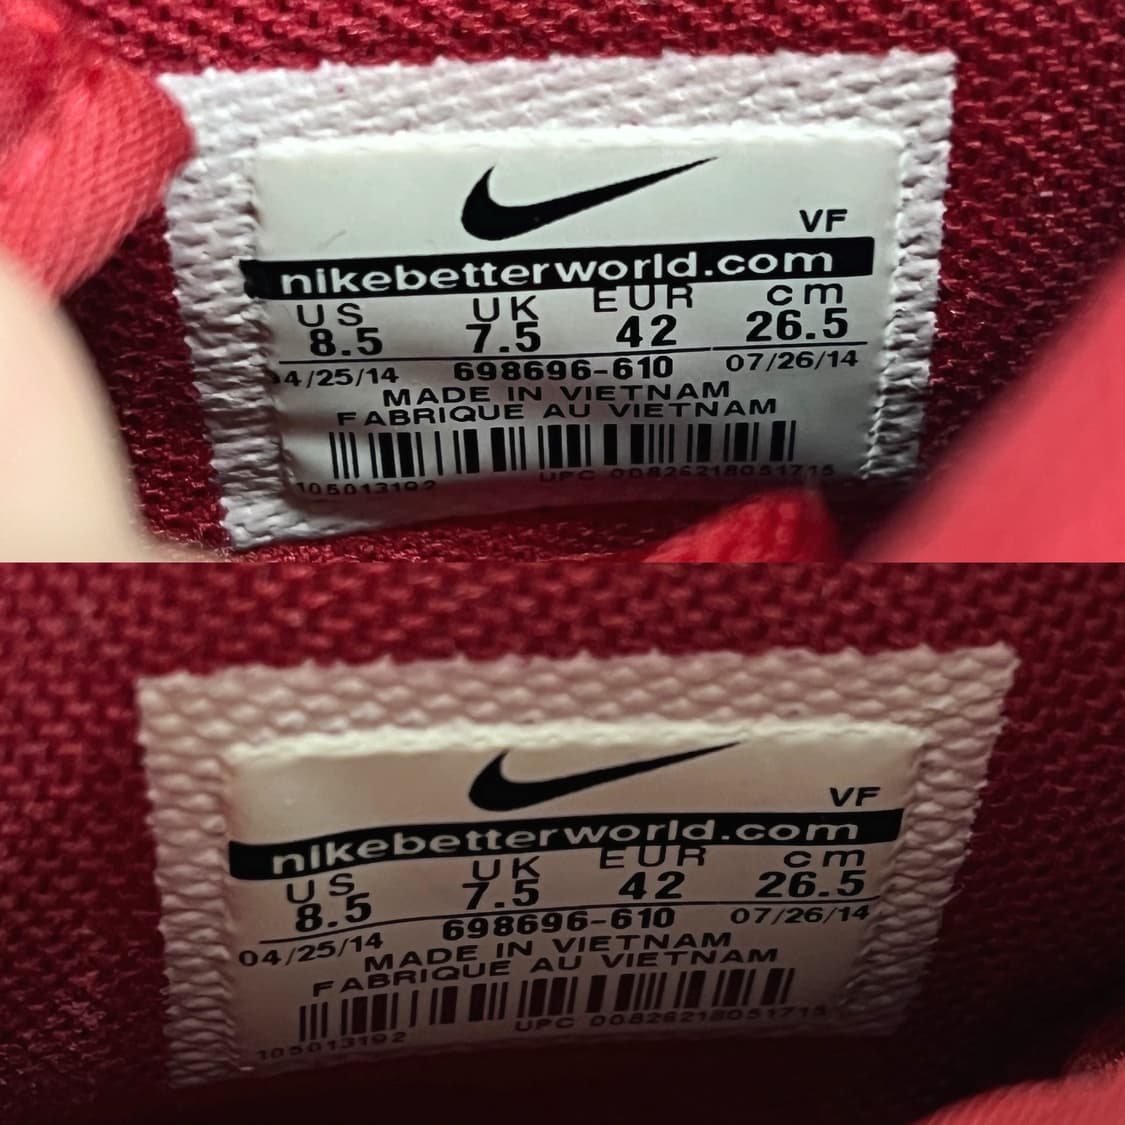 VF
nikebetterworld.com
US UK EUR cm
8.5 7.5 42 26.5
04/25/14 698696-610 07/26/14
MADE IN VIETNAM
FABRIQUE AU VIETNAM
105013192 UPC 00826218051715
VF
nikebetterworld.com
US UK EUR cm
8.5 7.5 42 26.5
04/25/14 698696-610 07/26/14
MADE IN VIETNAM
FABRIQUE AU VIETNAM
105013192 UPC 00826218051715